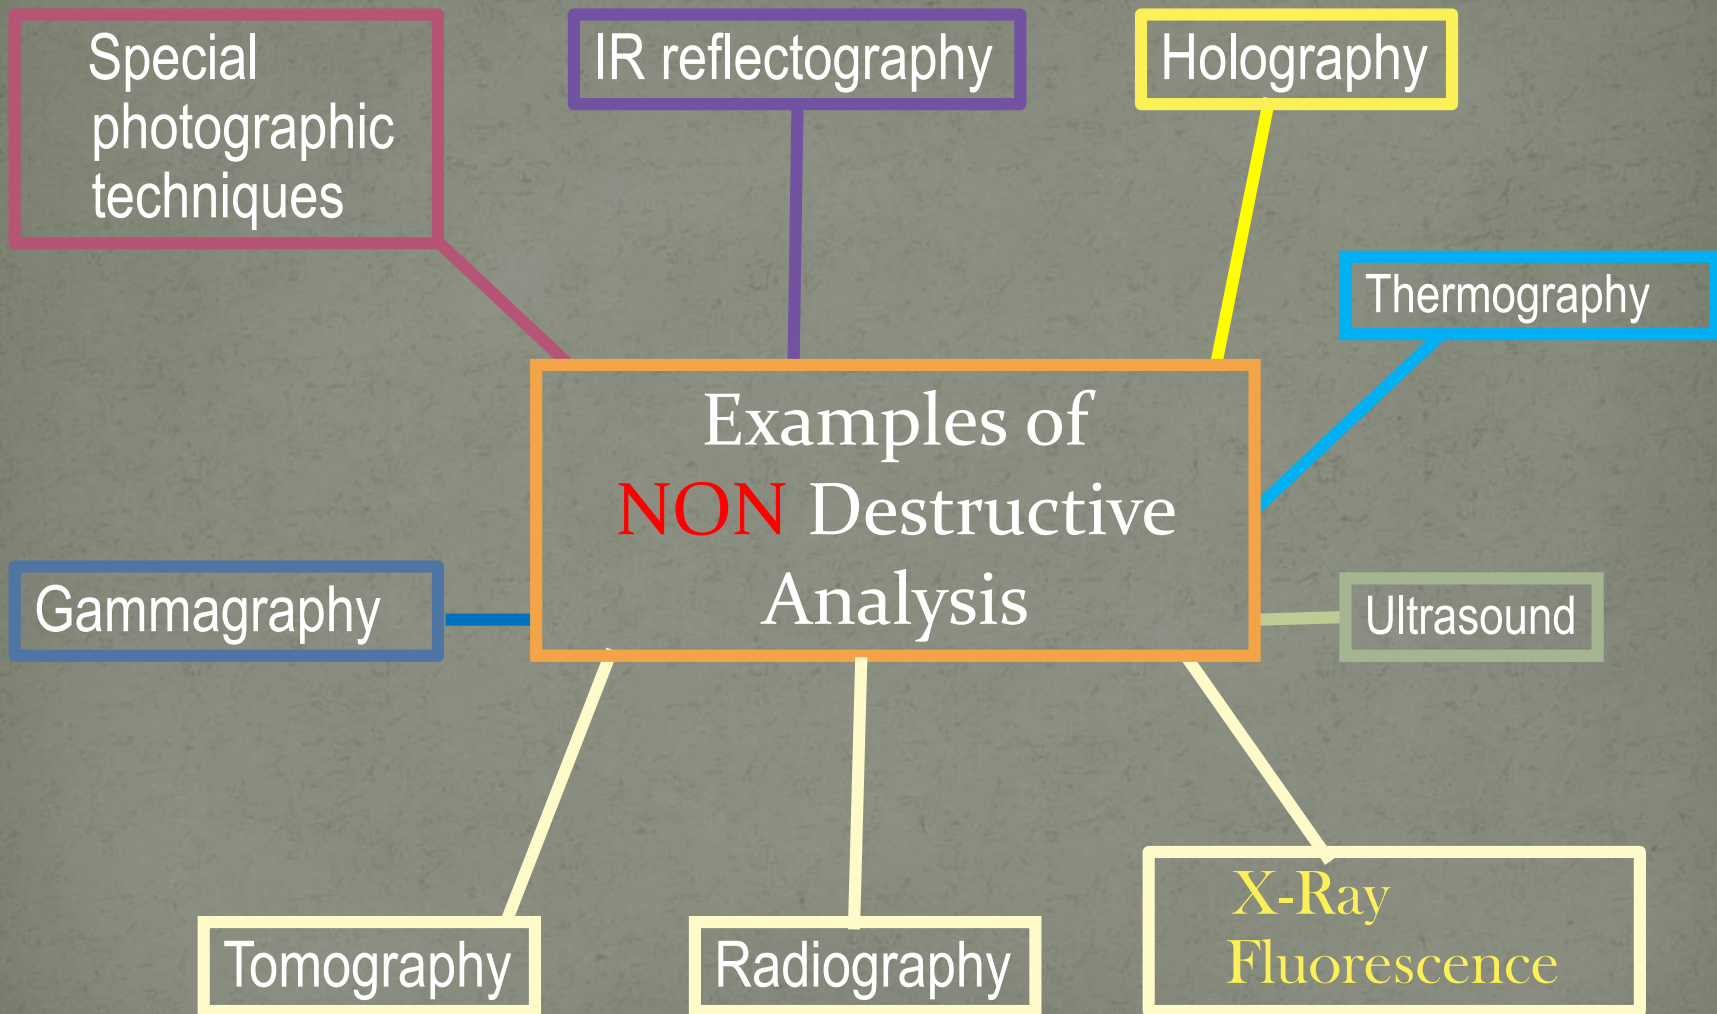 Special
photographic
techniques
IR reflectography
Holography
Thermography
Examples of
NON Destructive
Analysis
Gammagraphy
Ultrasound
Tomography
Radiography
X-Ray
Fluorescence